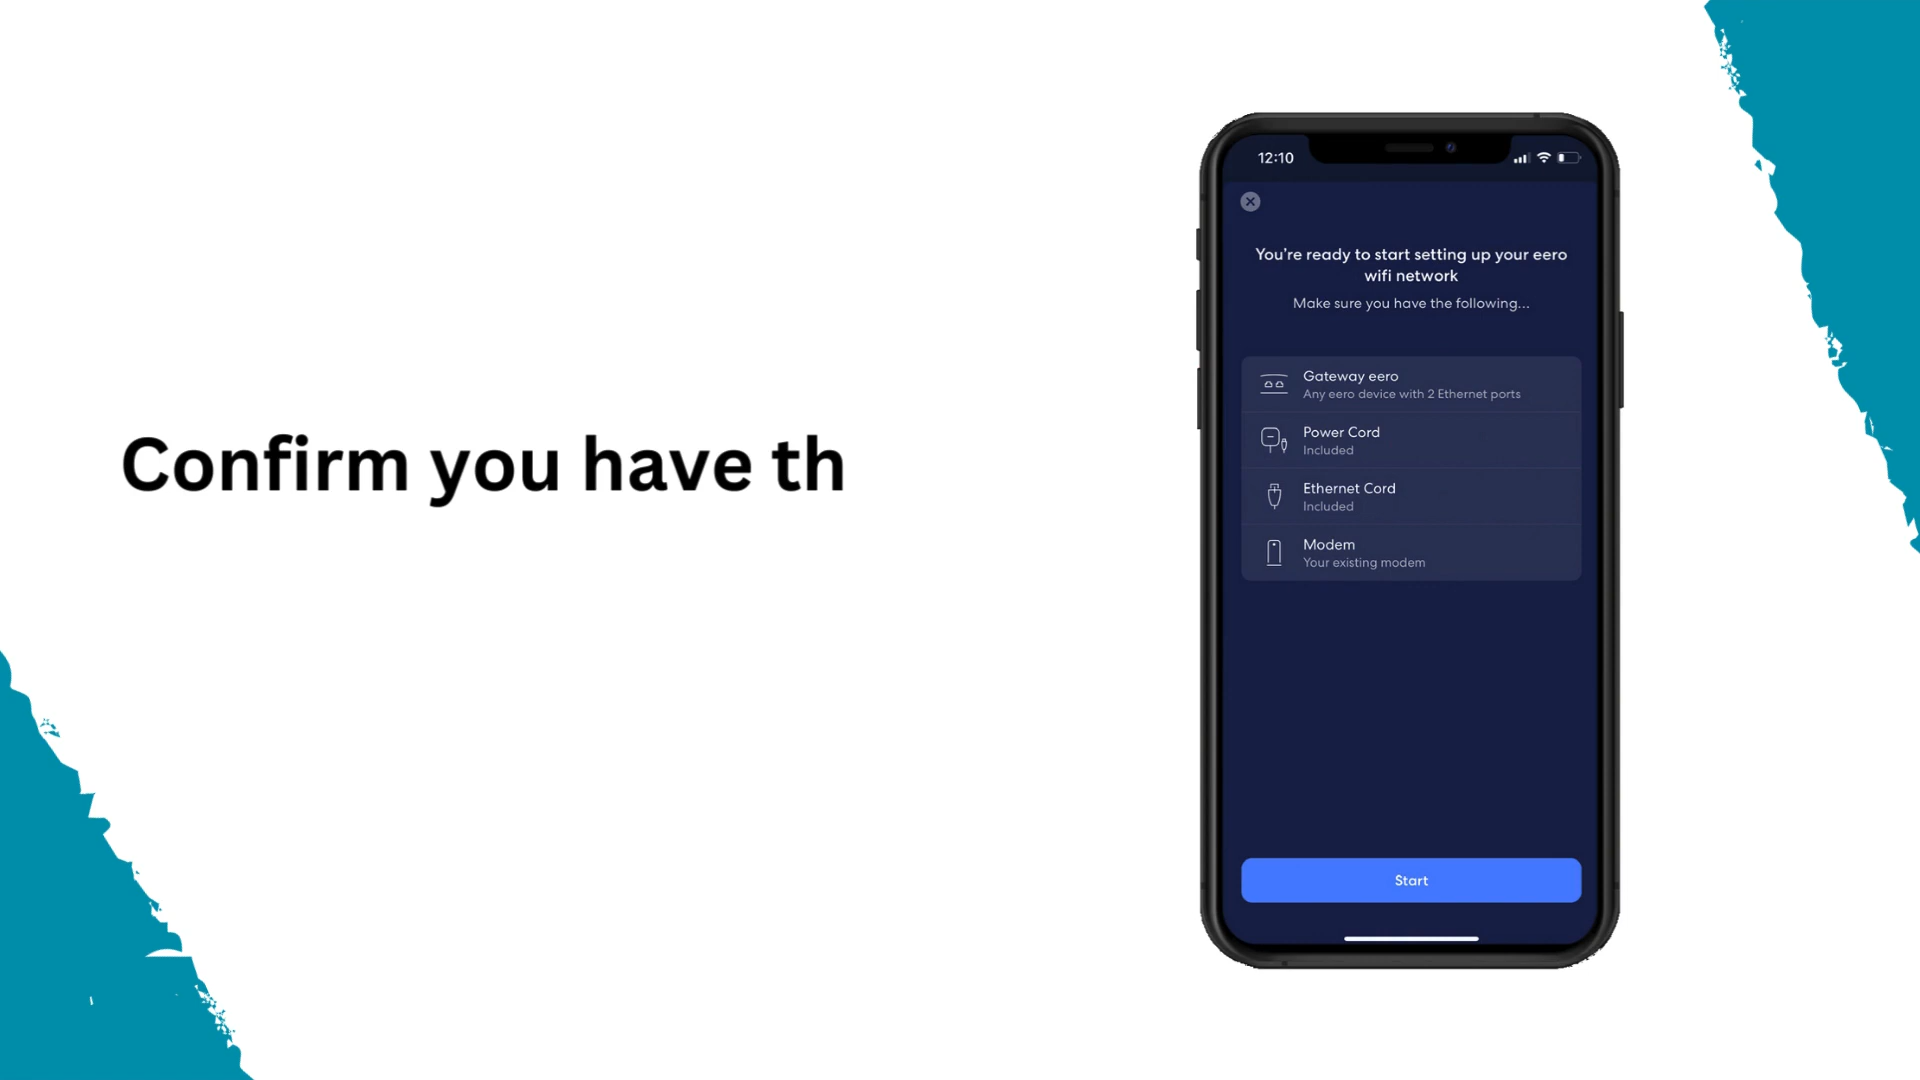 Confirm you have th
12:10
You're ready to start setting up your eero
wifi network
Make sure you have the following...
Gateway eero
Any eero device with 2 Ethernet ports
Power Cord
Included
Ethernet Cord
Included
Modem
Your existing modem
Start